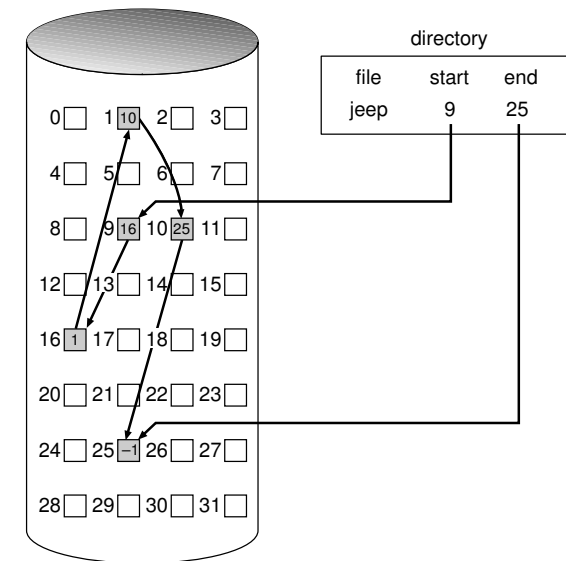 directory
file start end
jeep 9 25
0 1 10 2 3
4 5 6 7
8 9 16 10 25 11
12 13 14 15
16 1 17 18 19
20 21 22 23
24 25 –1 26 27
28 29 30 31